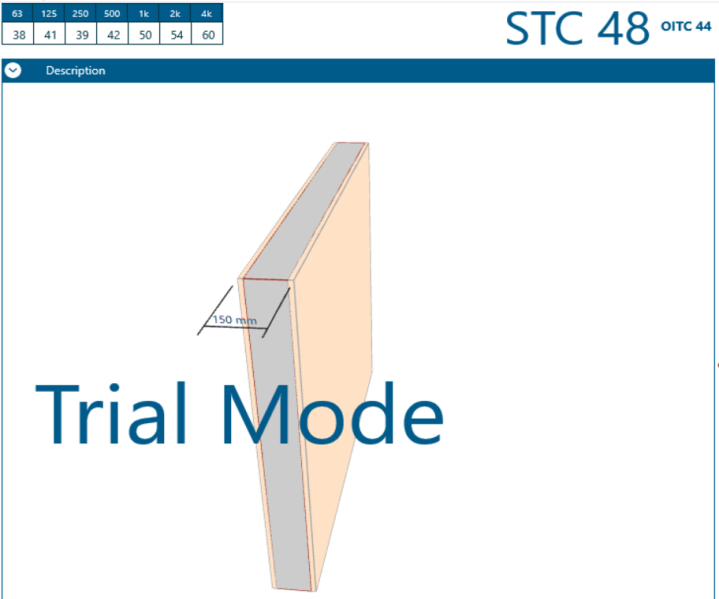 63 125 250 500 1k 2k 4k
38 41 39 42 50 54 60
STC 48 OITC 44
Description
150 mm
Trial Mode